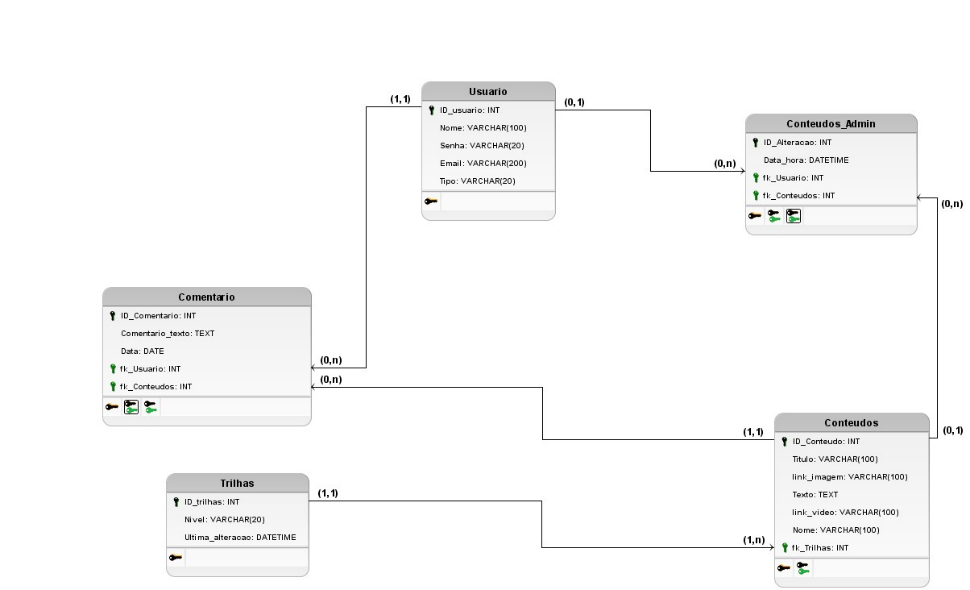 Usuario
ID_usuario: INT
Nome: VARCHAR(100)
Senha: VARCHAR(20)
Email: VARCHAR(200)
Tipo: VARCHAR(20)
(1,1)
(0,1)
Conteudos_Admin
ID_Alteracao: INT
Data_hora: DATETIME
fk_Usuario: INT
fk_Conteudos: INT
(0,n)
(0,n)
Comentario
ID_Comentario: INT
Comentario_texto: TEXT
Data: DATE
fk_Usuario: INT
fk_Conteudos: INT
(0,n)
(0,n)
Conteudos
ID_Conteudo: INT
Titulo: VARCHAR(100)
link_imagem: VARCHAR(100)
Texto: TEXT
link_video: VARCHAR(100)
Nome: VARCHAR(100)
fk_Trilhas: INT
(1,1)
(0,1)
Trilhas
ID_trilhas: INT
Nivel: VARCHAR(20)
Ultima_alteracao: DATETIME
(1,1)
(1,n)